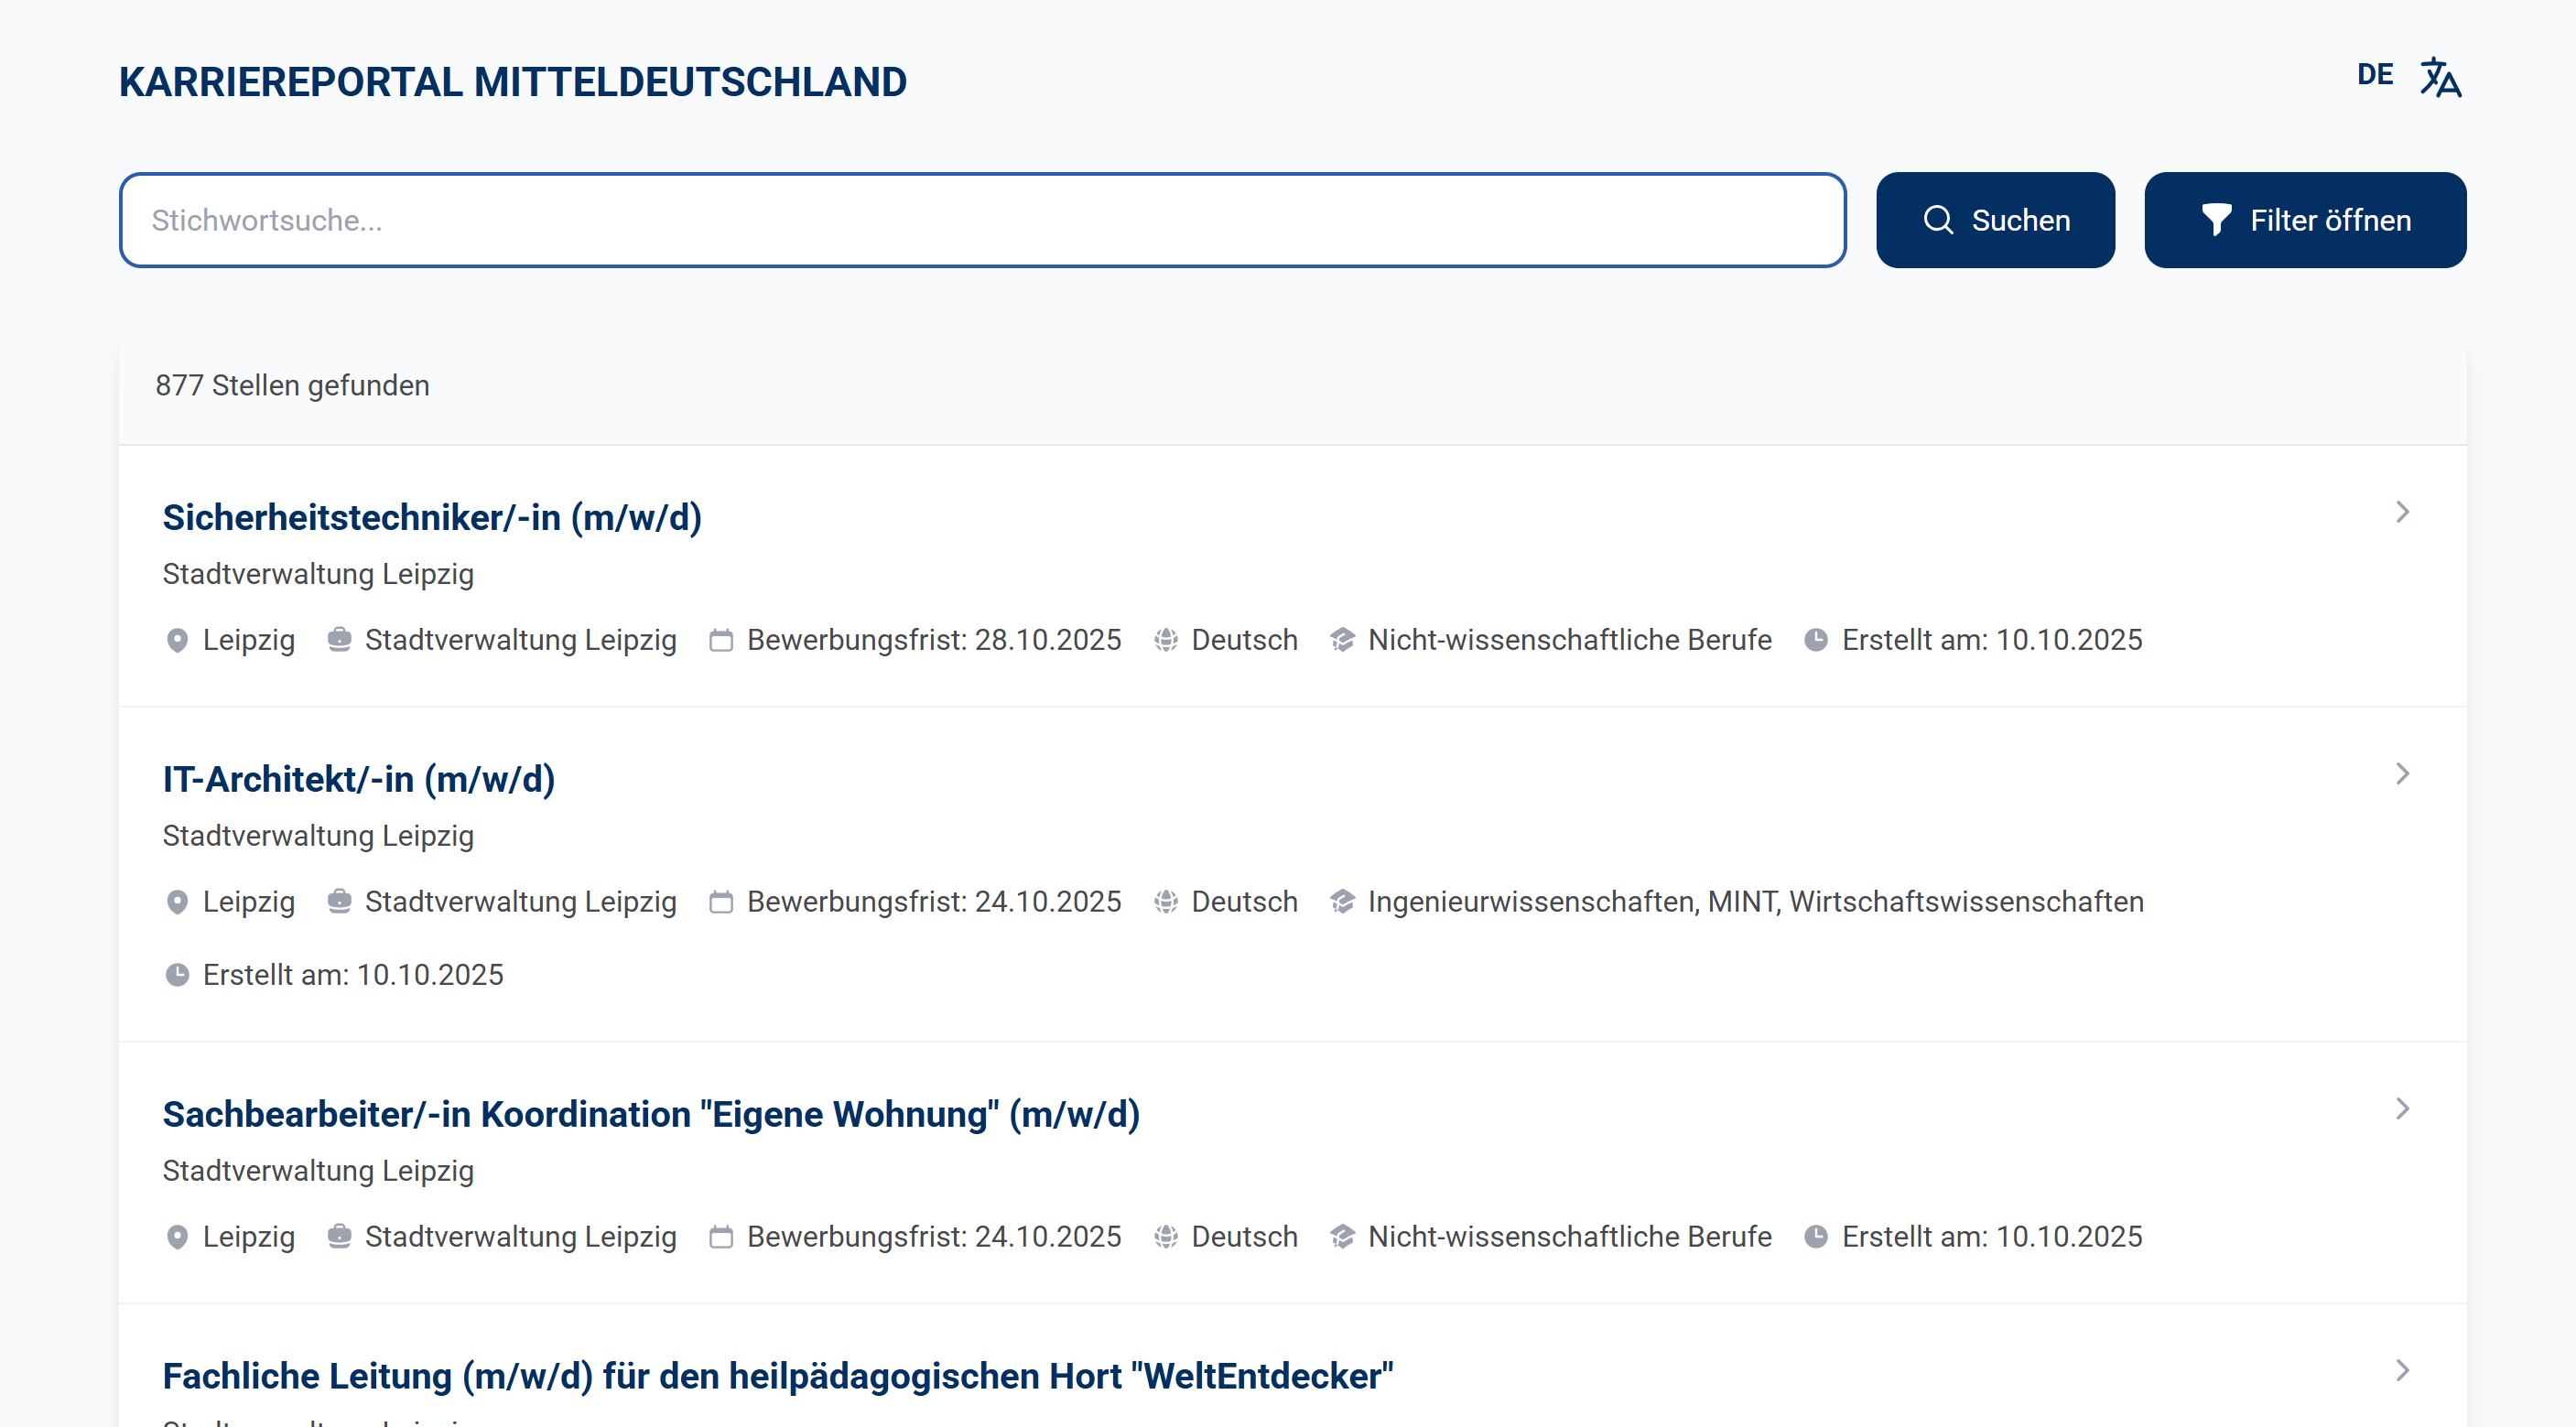 KARRIEREPORTAL MITTELDEUTSCHLAND
DE
Stichwortsuche...
Suchen
Filter öffnen
877 Stellen gefunden
Sicherheitstechniker/-in (m/w/d)
Stadtverwaltung Leipzig
Leipzig Stadtverwaltung Leipzig Bewerbungsfrist: 28.10.2025 Deutsch Nicht-wissenschaftliche Berufe Erstellt am: 10.10.2025
IT-Architekt/-in (m/w/d)
Stadtverwaltung Leipzig
Leipzig Stadtverwaltung Leipzig Bewerbungsfrist: 24.10.2025 Deutsch Ingenieurwissenschaften, MINT, Wirtschaftswissenschaften
Erstellt am: 10.10.2025
Sachbearbeiter/-in Koordination "Eigene Wohnung" (m/w/d)
Stadtverwaltung Leipzig
Leipzig Stadtverwaltung Leipzig Bewerbungsfrist: 24.10.2025 Deutsch Nicht-wissenschaftliche Berufe Erstellt am: 10.10.2025
Fachliche Leitung (m/w/d) für den heilpädagogischen Hort "WeltEntdecker"